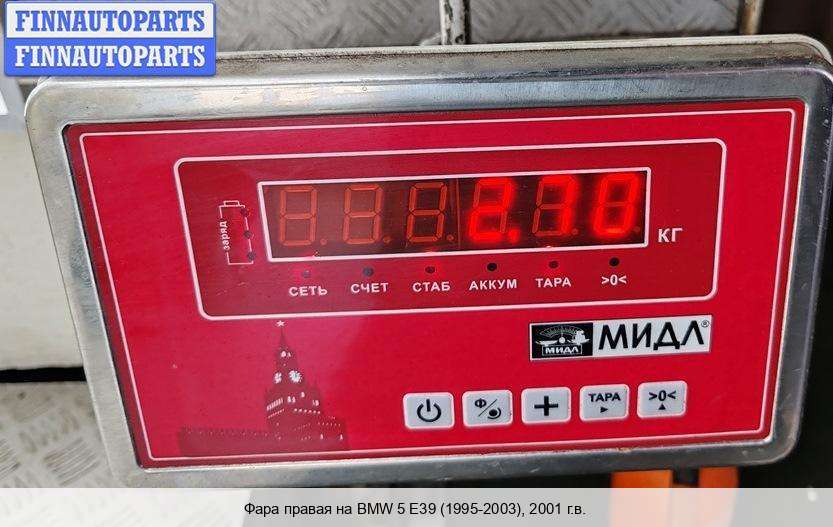 FINNAUTOPARTS
FINNAUTOPARTS
заряд
2.70
КГ
СЕТЬ СЧЕТ СТАБ АККУМ ТАРА >0<
МИДЛ МИДЛ®
Ф ТАРА >0<
Фара правая на BMW 5 E39 (1995-2003), 2001 г.в.